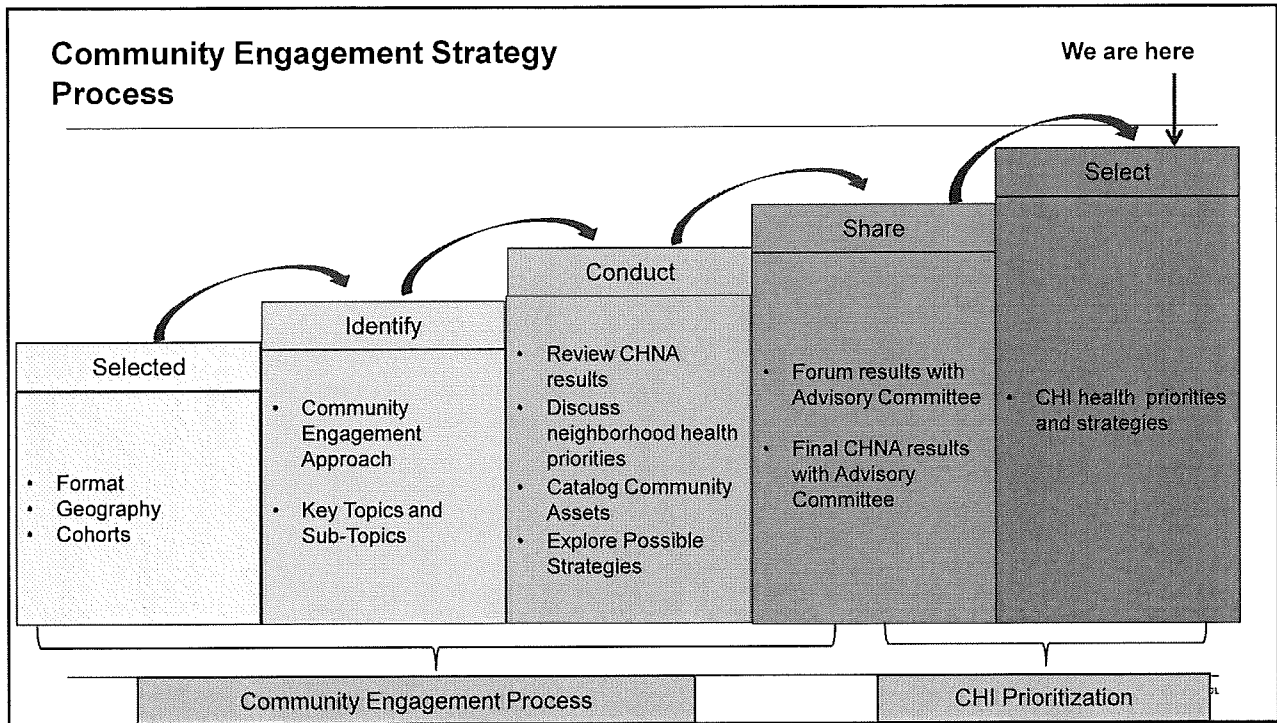 Community Engagement Strategy
Process
We are here
Selected
• Format
• Geography
• Cohorts
Identify
• Community
Engagement
Approach
• Key Topics and
Sub-Topics
Conduct
• Review CHNA
results
• Discuss
neighborhood health
priorities
• Catalog Community
Assets
• Explore Possible
Strategies
Share
• Forum results with
Advisory Committee
• Final CHNA results
with Advisory
Committee
Select
• CHI health priorities
and strategies
Community Engagement Process
CHI Prioritization